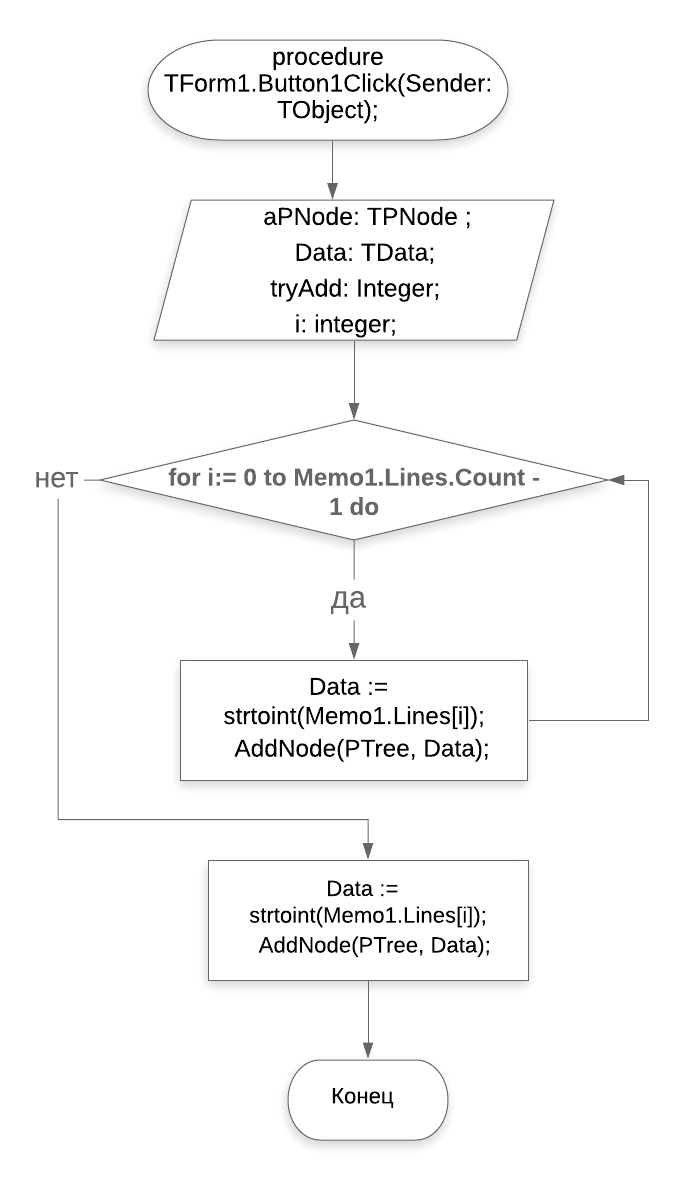 procedure
TForm1.Button1Click(Sender:
TObject);
aPNode: TPNode ;
Data: TData;
tryAdd: Integer;
i: integer;
нет
for i:= 0 to Memo1.Lines.Count -
1 do
да
Data :=
strtoint(Memo1.Lines[i]);
AddNode(PTree, Data);
Data :=
strtoint(Memo1.Lines[i]);
AddNode(PTree, Data);
Конец